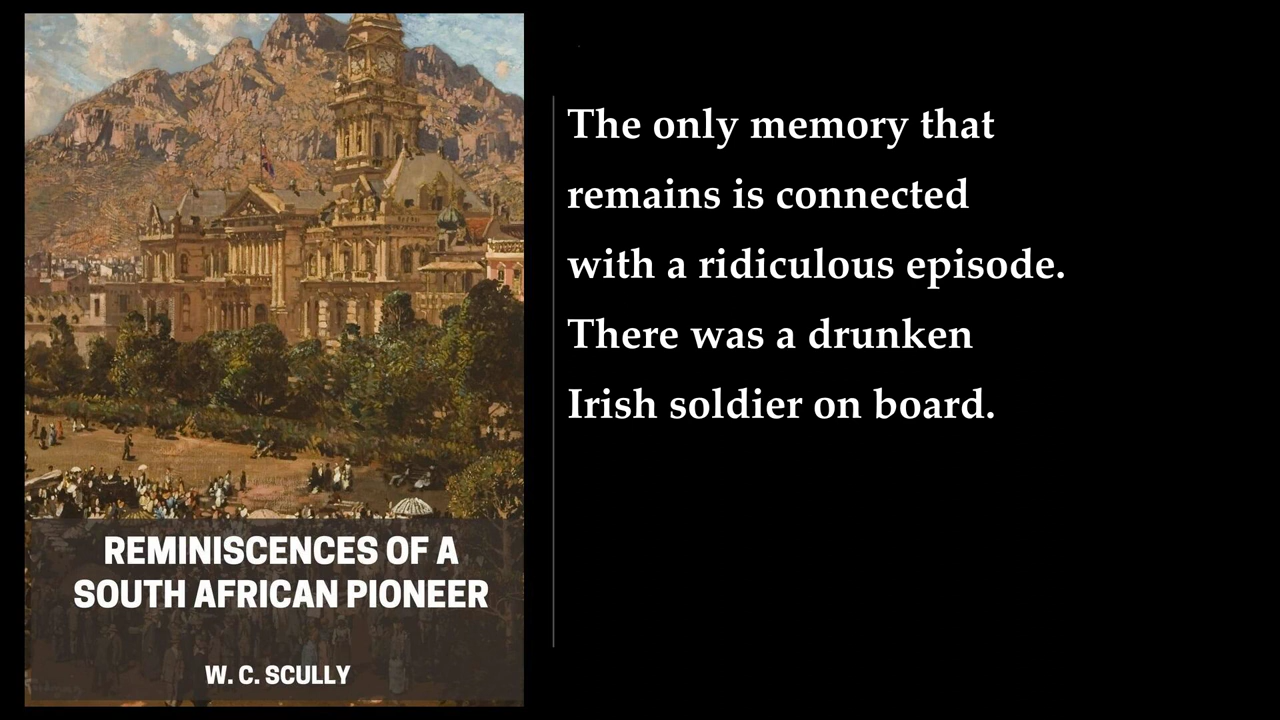 The only memory that
remains is connected
with a ridiculous episode.
There was a drunken
Irish soldier on board.
REMINISCENCES OF A
SOUTH AFRICAN PIONEER
W. C. SCULLY